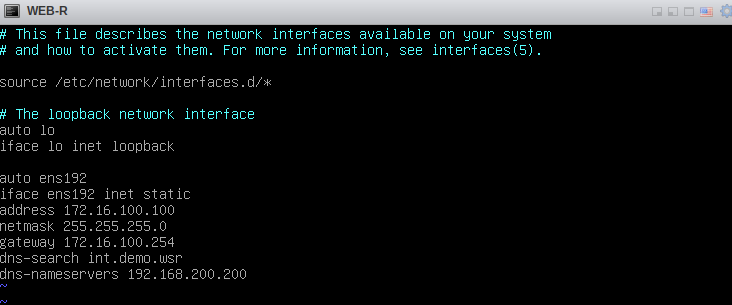 WEB-R
# This file describes the network interfaces available on your system
# and how to activate them. For more information, see interfaces(5).
source /etc/network/interfaces.d/*
# The loopback network interface
auto lo
iface lo inet loopback
auto ens192
iface ens192 inet static
address 172.16.100.100
netmask 255.255.255.0
gateway 172.16.100.254
dns-search int.demo.wsr
dns-nameservers 192.168.200.200
~
~